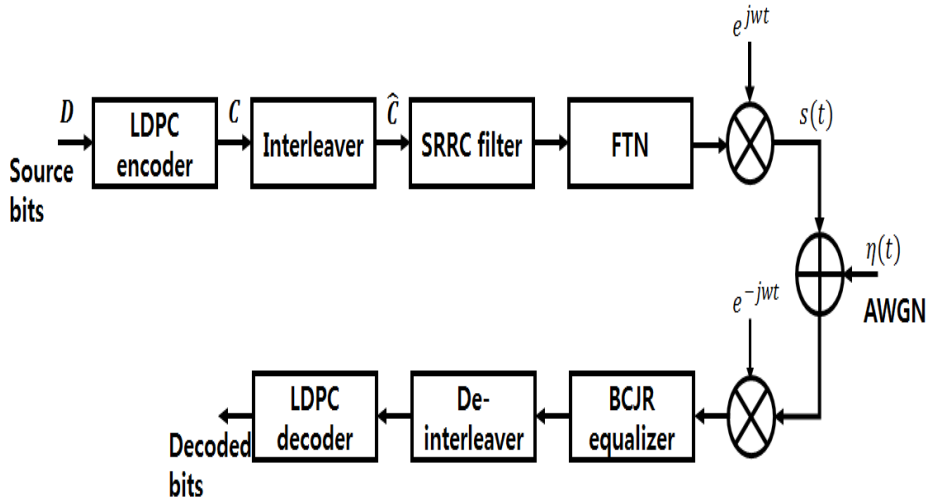 e^{jwt}
D
C
Ĉ
s(t)
LDPC
encoder
Interleaver
SRRC filter
FTN
Source
bits
η(t)
AWGN
e^{-jwt}
LDPC
decoder
De-
interleaver
BCJR
equalizer
Decoded
bits